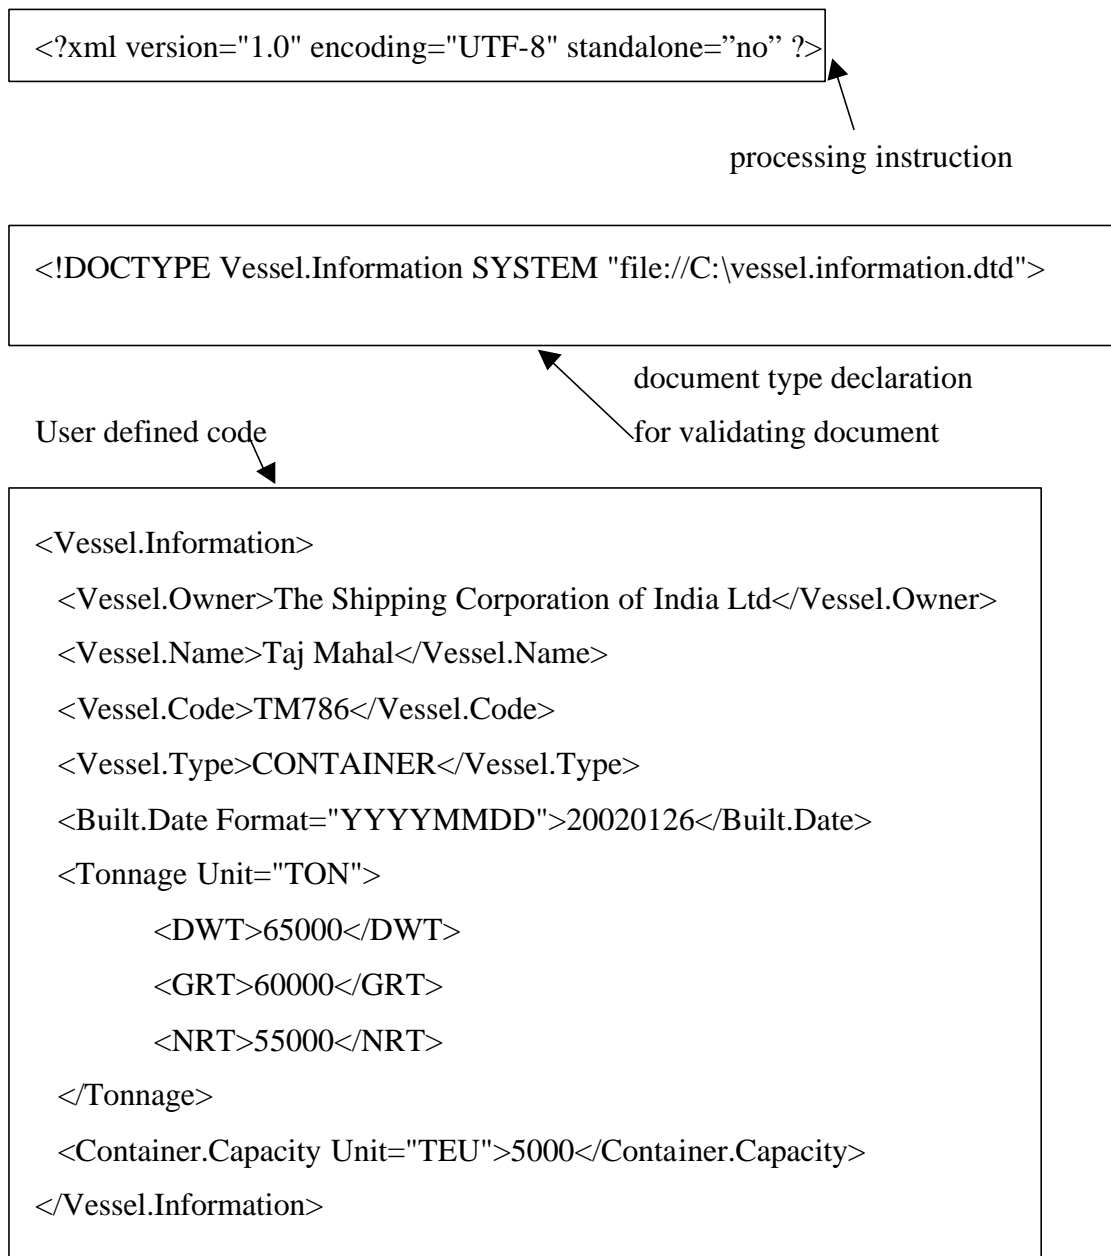 <?xml version="1.0" encoding="UTF-8" standalone=”no” ?>
processing instruction
<!DOCTYPE Vessel.Information SYSTEM "file://C:\vessel.information.dtd">
document type declaration
for validating document
User defined code
<Vessel.Information>
<Vessel.Owner>The Shipping Corporation of India Ltd</Vessel.Owner>
<Vessel.Name>Taj Mahal</Vessel.Name>
<Vessel.Code>TM786</Vessel.Code>
<Vessel.Type>CONTAINER</Vessel.Type>
<Built.Date Format="YYYYMMDD">20020126</Built.Date>
<Tonnage Unit="TON">
<DWT>65000</DWT>
<GRT>60000</GRT>
<NRT>55000</NRT>
</Tonnage>
<Container.Capacity Unit="TEU">5000</Container.Capacity>
</Vessel.Information>